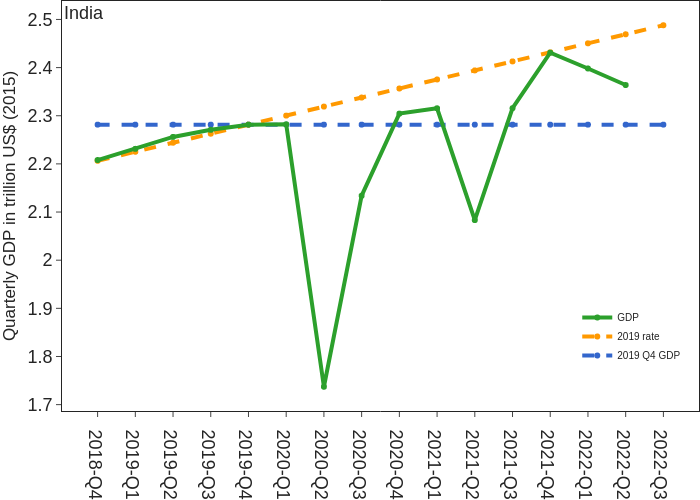 India
Quarterly GDP in trillion US$ (2015)
2.5
2.4
2.3
2.2
2.1
2
1.9
1.8
1.7
GDP
2019 rate
2019 Q4 GDP
2018-Q4
2019-Q1
2019-Q2
2019-Q3
2019-Q4
2020-Q1
2020-Q2
2020-Q3
2020-Q4
2021-Q1
2021-Q2
2021-Q3
2021-Q4
2022-Q1
2022-Q2
2022-Q3